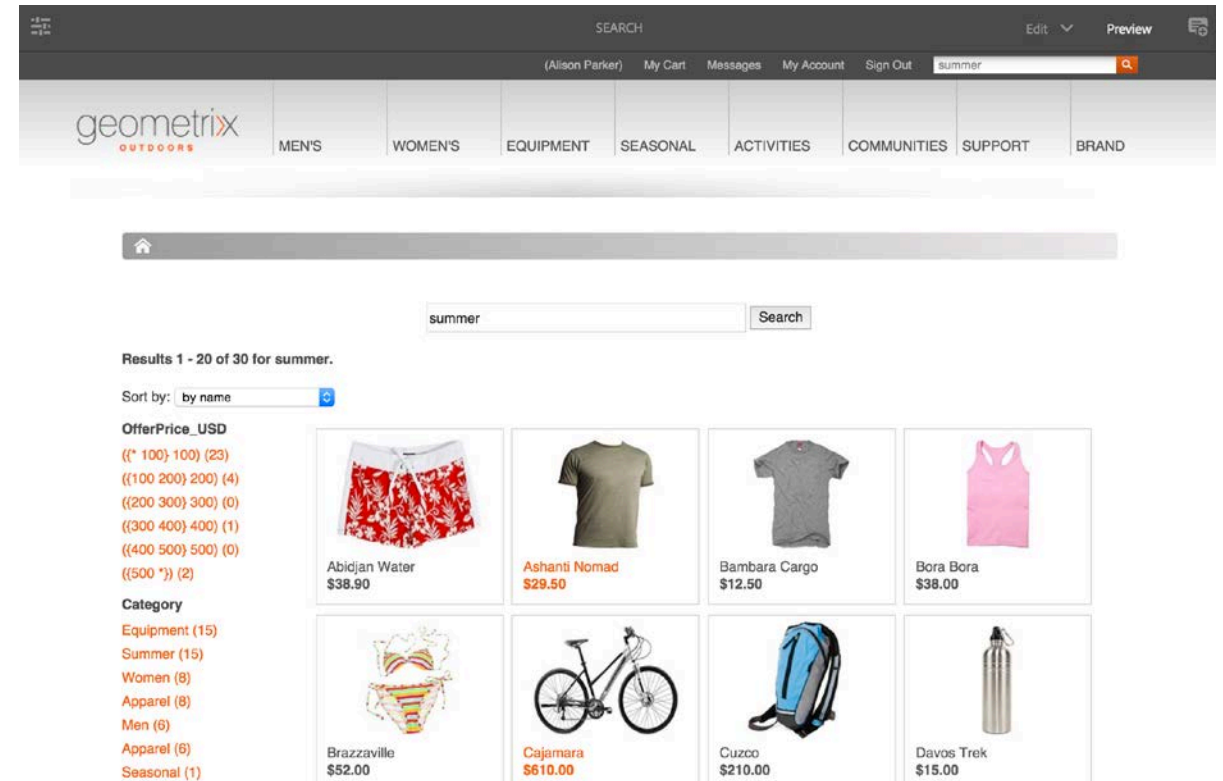 SEARCH Edit Preview
(Alison Parker) My Cart Messages My Account Sign Out summer
geometrixx
OUTDOORS
MEN'S WOMEN'S EQUIPMENT SEASONAL ACTIVITIES COMMUNITIES SUPPORT BRAND
summer Search
Results 1 - 20 of 30 for summer.
Sort by: by name
OfferPrice_USD
(({* 100} 100) (23)
(({100 200} 200) (4)
(({200 300} 300) (0)
(({300 400} 400) (1)
(({400 500} 500) (0)
(({500 *}) (2)
Category
Equipment (15)
Summer (15)
Women (8)
Apparel (8)
Men (6)
Apparel (6)
Seasonal (1)
Abidjan Water Ashanti Nomad Bambara Cargo Bora Bora
$38.90 $29.50 $12.50 $38.00
Brazzaville Cajamara Cuzco Davos Trek
$52.00 $610.00 $210.00 $15.00